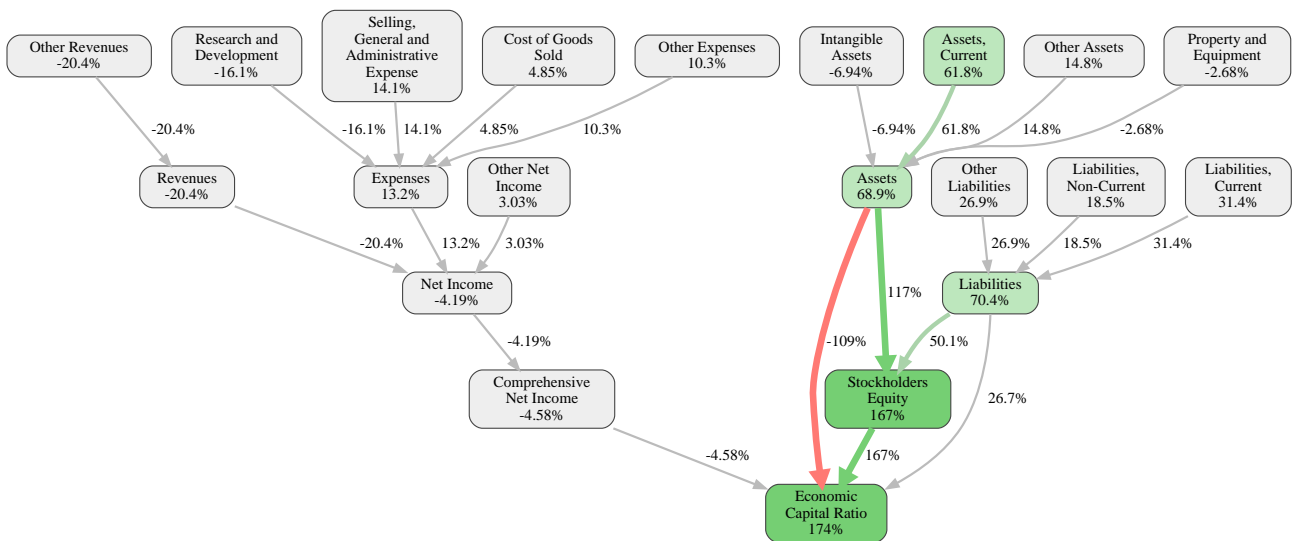 Other Revenues
-20.4%
Research and
Development
-16.1%
Selling,
General and
Administrative
Expense
14.1%
Cost of Goods
Sold
4.85%
Other Expenses
10.3%
Intangible
Assets
-6.94%
Assets,
Current
61.8%
Other Assets
14.8%
Property and
Equipment
-2.68%
-20.4%
-16.1%
14.1%
4.85%
10.3%
-6.94%
61.8%
14.8%
-2.68%
Revenues
-20.4%
Expenses
13.2%
Other Net
Income
3.03%
Assets
68.9%
Other
Liabilities
26.9%
Liabilities,
Non-Current
18.5%
Liabilities,
Current
31.4%
-20.4%
13.2%
3.03%
26.9%
18.5%
31.4%
Net Income
-4.19%
Liabilities
70.4%
117%
-4.19%
-109%
50.1%
Comprehensive
Net Income
-4.58%
Stockholders
Equity
167%
26.7%
-4.58%
167%
Economic
Capital Ratio
174%